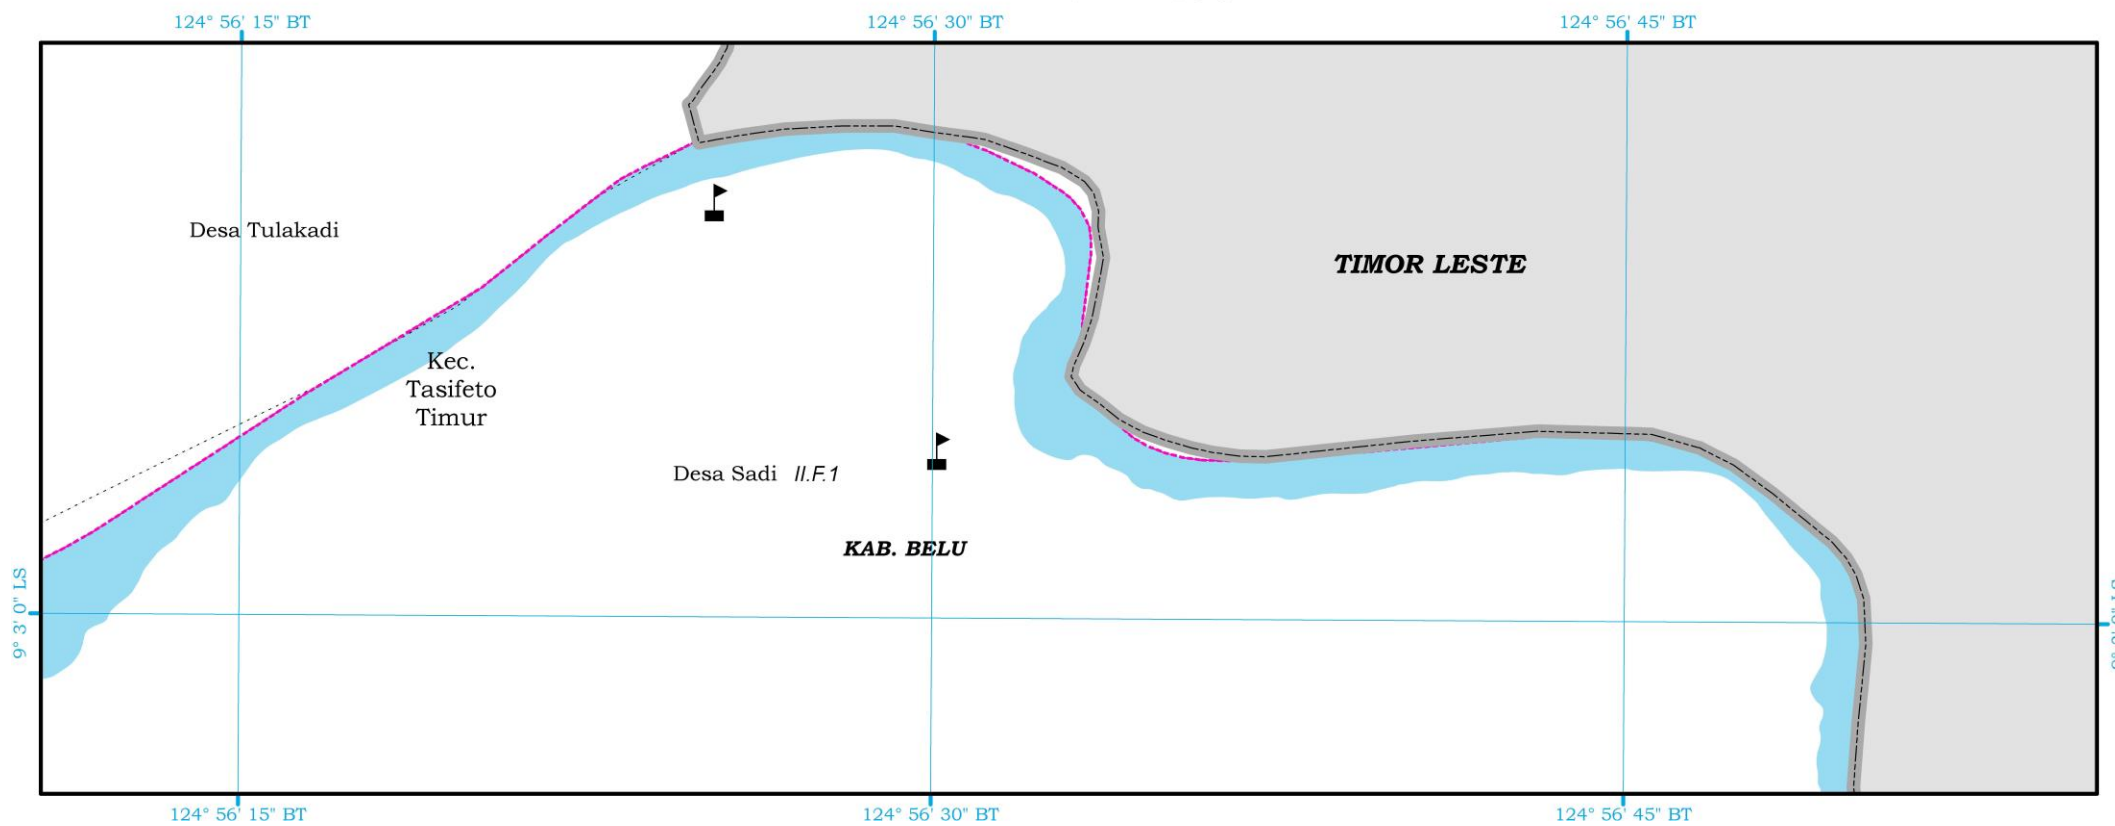 124° 56' 15" BT
124° 56' 30" BT
124° 56' 45" BT
Desa Tulakadi
TIMOR LESTE
Kec.
Tasifeto
Timur
Desa Sadi II.F.1
KAB. BELU
9° 3' 0" LS
124° 56' 15" BT
124° 56' 30" BT
124° 56' 45" BT